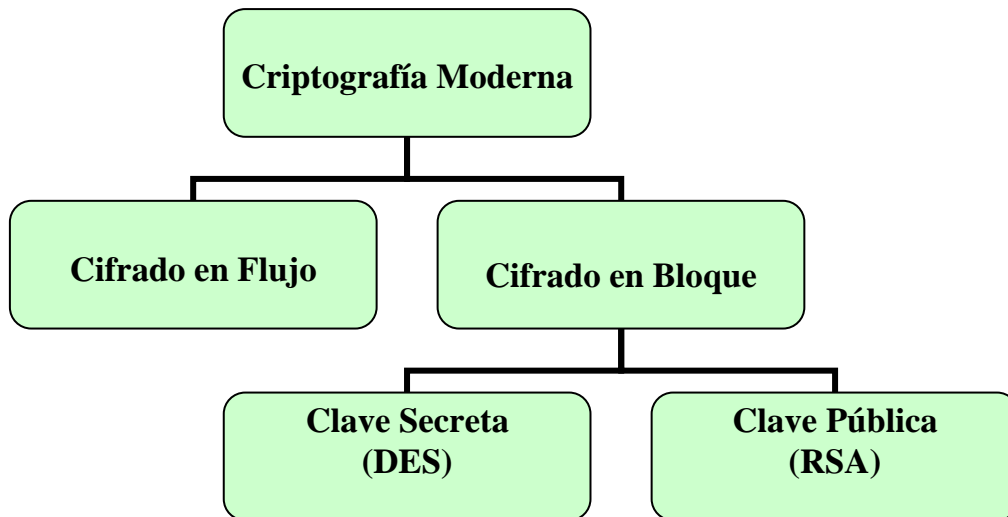 Criptografía Moderna
Cifrado en Flujo
Cifrado en Bloque
Clave Secreta
(DES)
Clave Pública
(RSA)